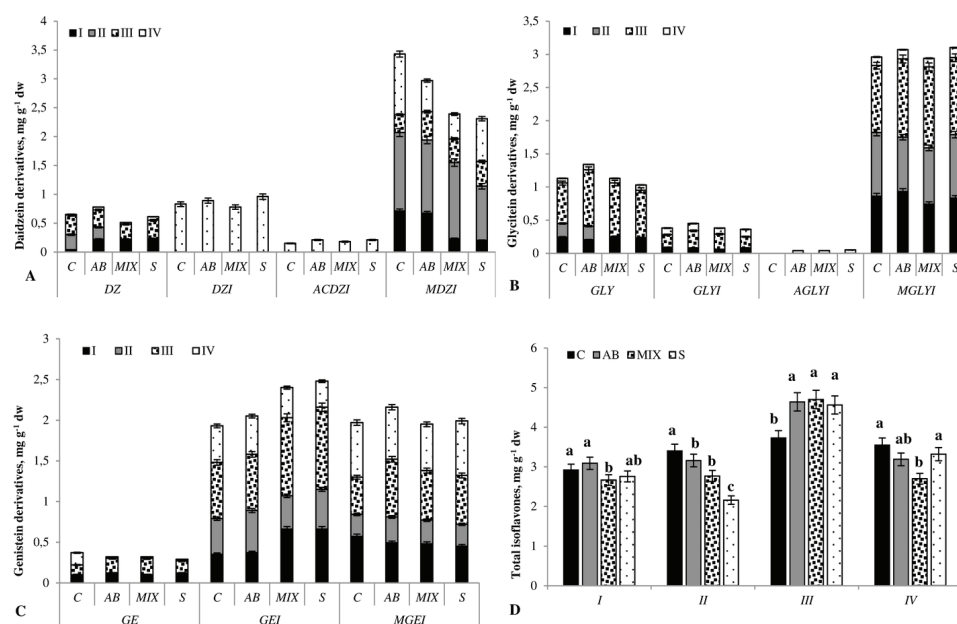 4
3,5
3
2,5
2
1,5
1
0,5
0
Daidzein derivatives, mg g-1 dw
I II III IV
C AB MIX S C AB MIX S C AB MIX S C AB MIX S
DZ DZI ACDZI MDZI
A
3,5
3
2,5
2
1,5
1
0,5
0
Glycitein derivatives, mg g-1 dw
I II III IV
C AB MIX S C AB MIX S C AB MIX S C AB MIX S
GLY GLYI AGLYI MGLYI
B
3
2,5
2
1,5
1
0,5
0
Genistein derivatives, mg g-1 dw
I II III IV
C AB MIX S C AB MIX S C AB MIX S
GE GEI MGEI
C
6
5
4
3
2
1
0
Total isoflavones, mg g-1 dw
C AB MIX S
a a b ab
a b b c
b a a a
a ab b a
I II III IV
D